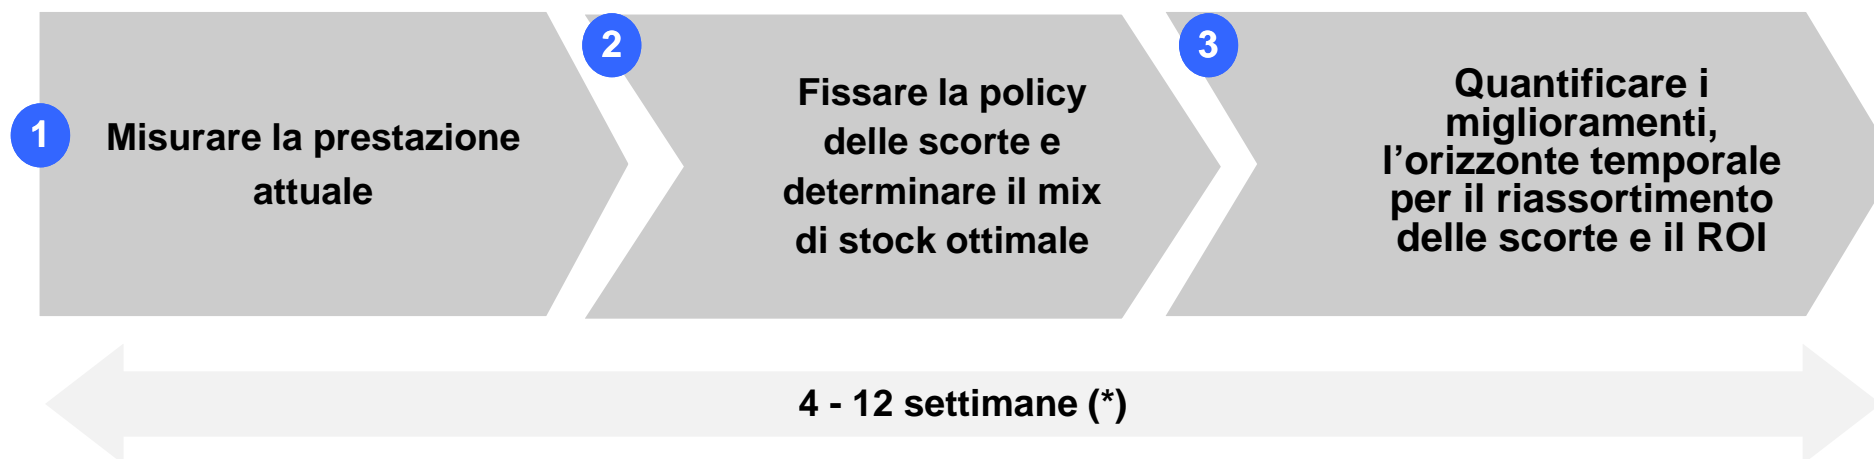 1
Misurare la prestazione
attuale
2
Fissare la policy
delle scorte e
determinare il mix
di stock ottimale
3
Quantificare i
miglioramenti,
l’orizzonte temporale
per il riassortimento
delle scorte e il ROI
4 - 12 settimane (*)